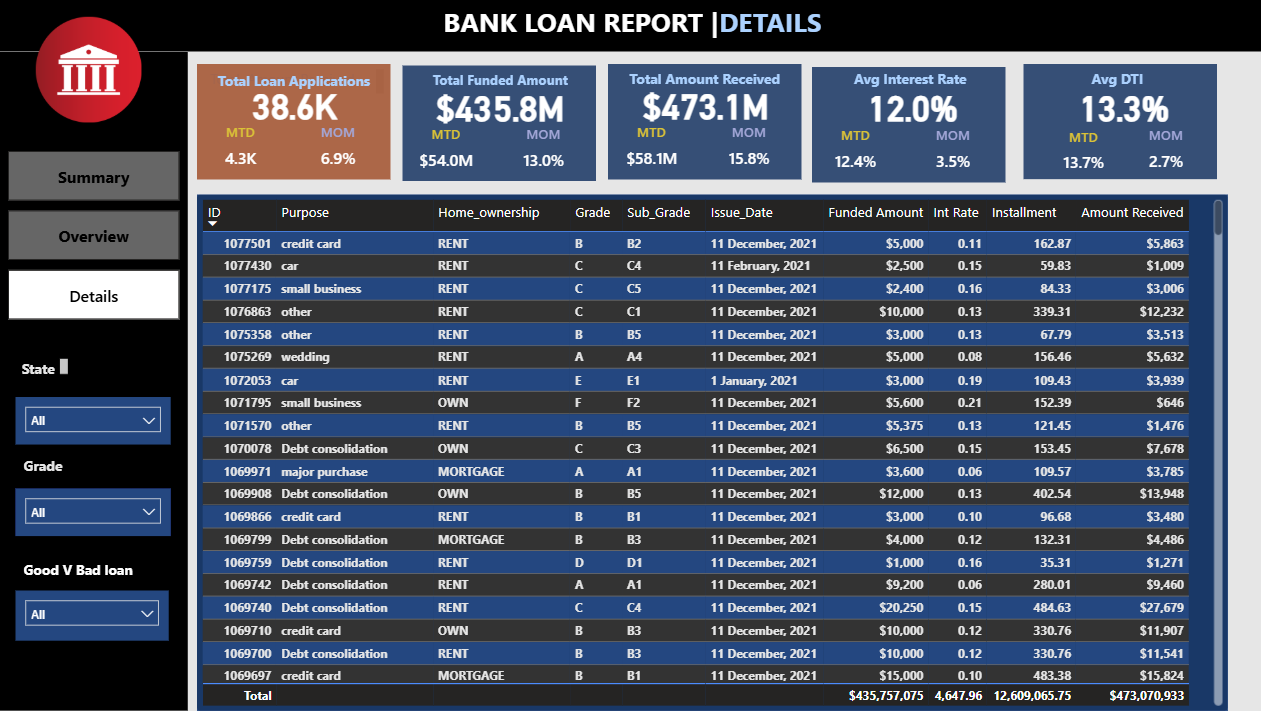 BANK LOAN REPORT |DETAILS
Total Loan Applications
38.6K
MTD MOM
4.3K 6.9%
Total Funded Amount
$435.8M
MTD MOM
$54.0M 13.0%
Total Amount Received
$473.1M
MTD MOM
$58.1M 15.8%
Avg Interest Rate
12.0%
MTD MOM
12.4% 3.5%
Avg DTI
13.3%
MTD MOM
13.7% 2.7%
Summary
Overview
Details
State
All
Grade
All
Good V Bad loan
All
ID Purpose Home_ownership Grade Sub_Grade Issue_Date Funded Amount Int Rate Installment Amount Received
1077501 credit card RENT B B2 11 December, 2021 $5,000 0.11 162.87 $5,863
1077430 car RENT C C4 11 February, 2021 $2,500 0.15 59.83 $1,009
1077175 small business RENT C C5 11 December, 2021 $2,400 0.16 84.33 $3,006
1076863 other RENT C C1 11 December, 2021 $10,000 0.13 339.31 $12,232
1075358 other RENT B B5 11 December, 2021 $3,000 0.13 67.79 $3,513
1075269 wedding RENT A A4 11 December, 2021 $5,000 0.08 156.46 $5,632
1072053 car RENT E E1 1 January, 2021 $3,000 0.19 109.43 $3,939
1071795 small business OWN F F2 11 December, 2021 $5,600 0.21 152.39 $646
1071570 other RENT B B5 11 December, 2021 $5,375 0.13 121.45 $1,476
1070078 Debt consolidation OWN C C3 11 December, 2021 $6,500 0.15 153.45 $7,678
1069971 major purchase MORTGAGE A A1 11 December, 2021 $3,600 0.06 109.57 $3,785
1069908 Debt consolidation OWN B B5 11 December, 2021 $12,000 0.13 402.54 $13,948
1069866 credit card RENT B B1 11 December, 2021 $3,000 0.10 96.68 $3,480
1069799 Debt consolidation MORTGAGE B B3 11 December, 2021 $4,000 0.12 132.31 $4,486
1069759 Debt consolidation RENT D D1 11 December, 2021 $1,000 0.16 35.31 $1,271
1069742 Debt consolidation RENT A A1 11 December, 2021 $9,200 0.06 280.01 $9,460
1069740 Debt consolidation RENT C C4 11 December, 2021 $20,250 0.15 484.63 $27,679
1069710 credit card OWN B B3 11 December, 2021 $10,000 0.12 330.76 $11,907
1069700 Debt consolidation RENT B B3 11 December, 2021 $10,000 0.12 330.76 $11,541
1069697 credit card MORTGAGE B B1 11 December, 2021 $15,000 0.10 483.38 $15,824
Total $435,757,075 4,647.96 12,609,065.75 $473,070,933